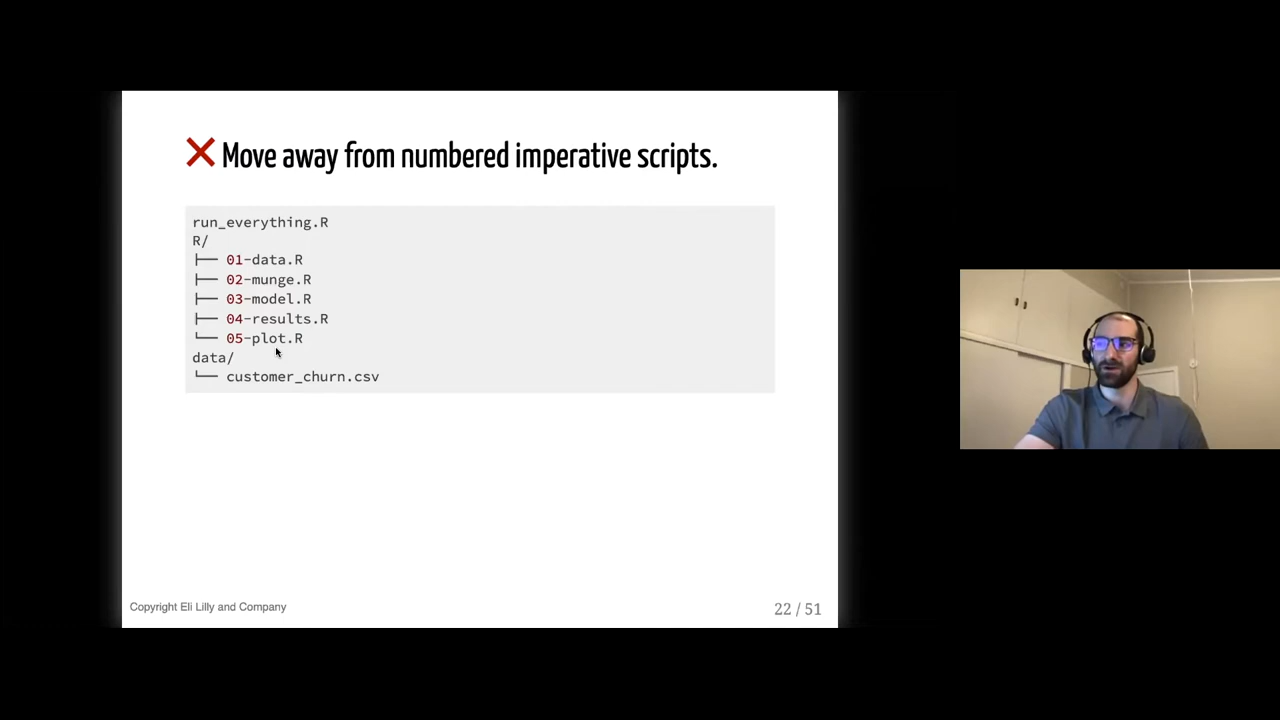 ❌ Move away from numbered imperative scripts.
run_everything.R
R/
├── 01-data.R
├── 02-munge.R
├── 03-model.R
├── 04-results.R
└── 05-plot.R
data/
└── customer_churn.csv
Copyright Eli Lilly and Company
22 / 51